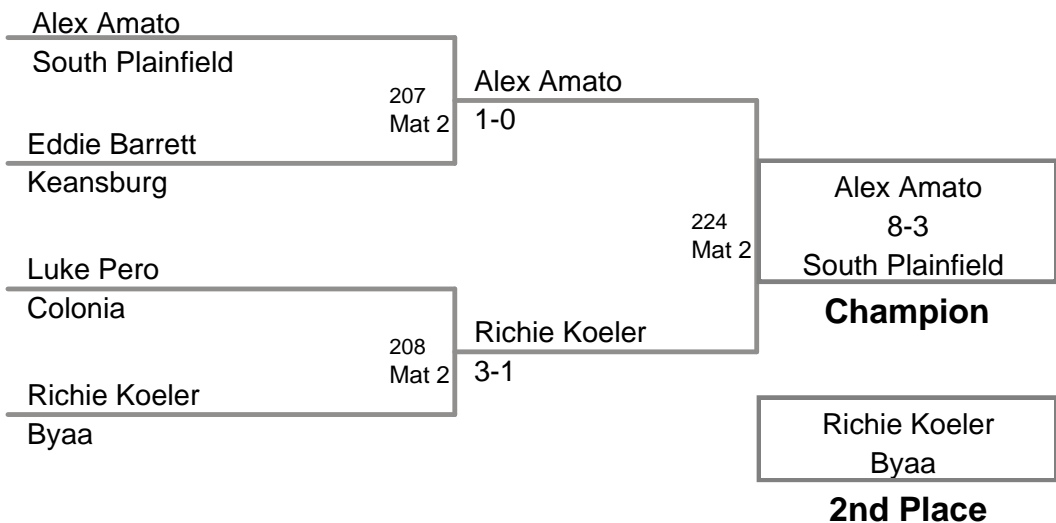 Alex Amato
South Plainfield
207
Mat 2
Eddie Barrett
Keansburg
Alex Amato
1-0
Luke Pero
Colonia
208
Mat 2
Richie Koeler
Byaa
Richie Koeler
3-1
224
Mat 2
Alex Amato
8-3
South Plainfield
Champion
Richie Koeler
Byaa
2nd Place